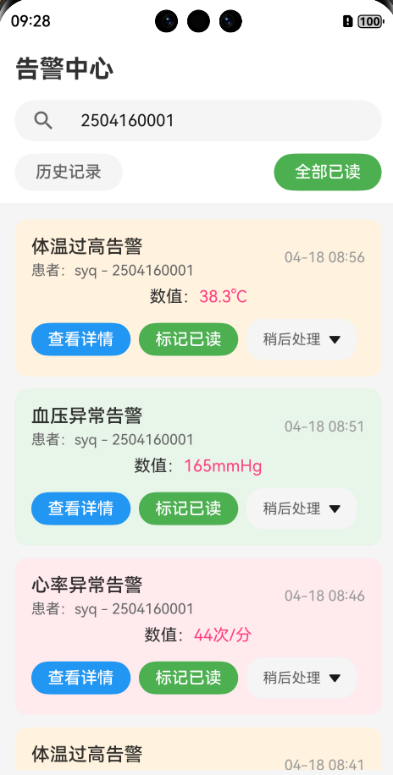 09:28
100
告警中心
2504160001
历史记录
全部已读
体温过高告警
04-18 08:56
患者：syq - 2504160001
数值：38.3℃
查看详情 标记已读 稍后处理
血压异常告警
04-18 08:51
患者：syq - 2504160001
数值：165mmHg
查看详情 标记已读 稍后处理
心率异常告警
04-18 08:46
患者：syq - 2504160001
数值：44次/分
查看详情 标记已读 稍后处理
体温过高告警
04-18 08:41